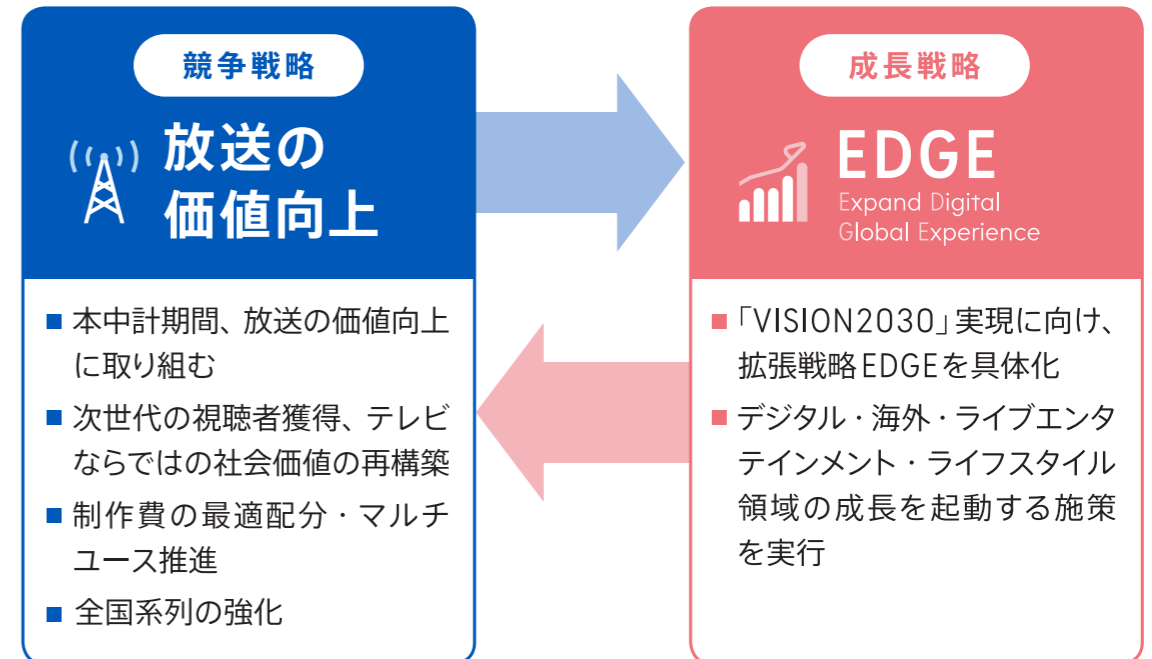 競争戦略
放送の
価値向上
■ 本中計期間、放送の価値向上
に取り組む
■ 次世代の視聴者獲得、テレビ
ならではの社会価値の再構築
■ 制作費の最適配分・マルチ
ユース推進
■ 全国系列の強化
成長戦略
EDGE
Expand Digital
Global Experience
■ 「VISION2030」実現に向け、
拡張戦略EDGEを具体化
■ デジタル・海外・ライブエンタ
テインメント・ライフスタイル
領域の成長を起動する施策
を実行